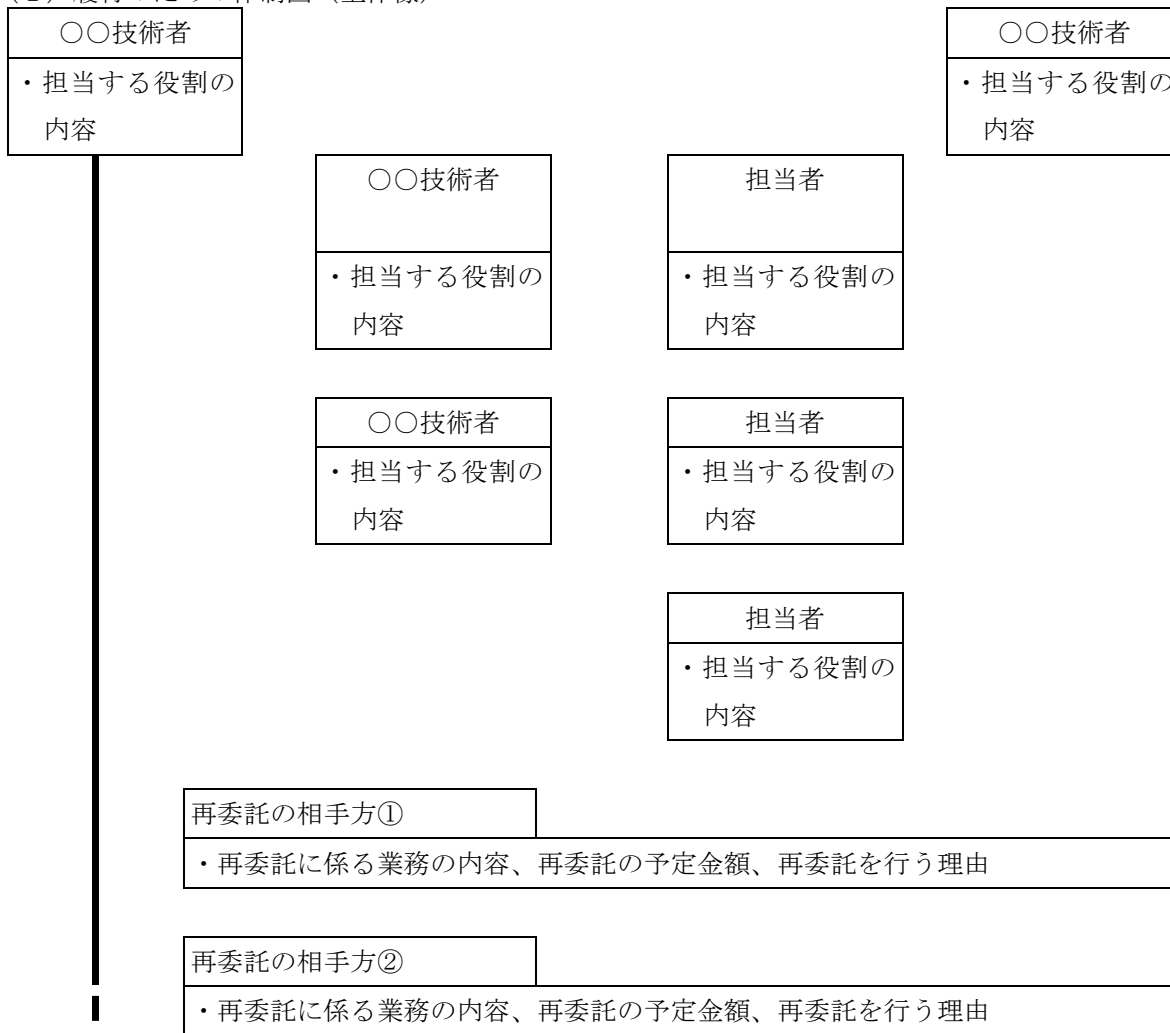 ○○技術者
○○技術者
・担当する役割の
内容
・担当する役割の
内容
○○技術者
担当者
・担当する役割の
内容
・担当する役割の
内容
○○技術者
担当者
・担当する役割の
内容
・担当する役割の
内容
担当者
・担当する役割の
内容
再委託の相手方①
・再委託に係る業務の内容、再委託の予定金額、再委託を行う理由
再委託の相手方②
・再委託に係る業務の内容、再委託の予定金額、再委託を行う理由